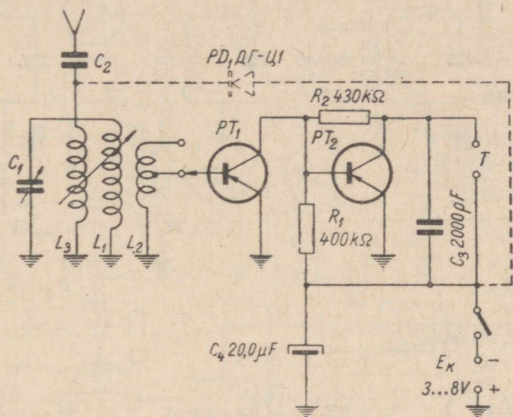 C2
PD1 ДГ-Ц1
R2 430kΩ
PT1
PT2
C1
T
R1
400kΩ
C3 2000pF
L3
L1
L2
C4 20,0μF
Eк
-
3...8V
+